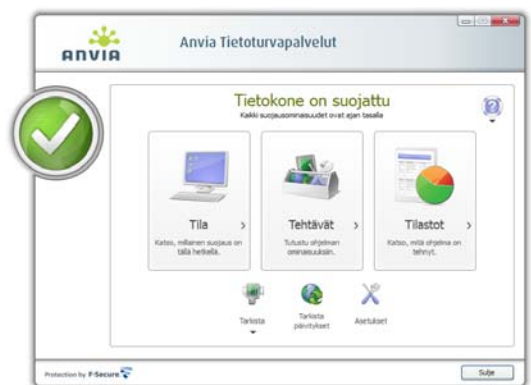 ANVIA
Anvia Tietoturvapalvelut
Tietokone on suojattu
Kaikki suojausominaisuudet ovat ajan tasalla
Tila
Katso, millainen suojaus on
tällä hetkellä.
Tehtävät
Tutustu ohjelman
ominaisuuksiin.
Tilastot
Katso, mitä ohjelma on
tehnyt.
Tarkista
Tarkista
päivitykset
Asetukset
Protection by F-Secure
Sulje